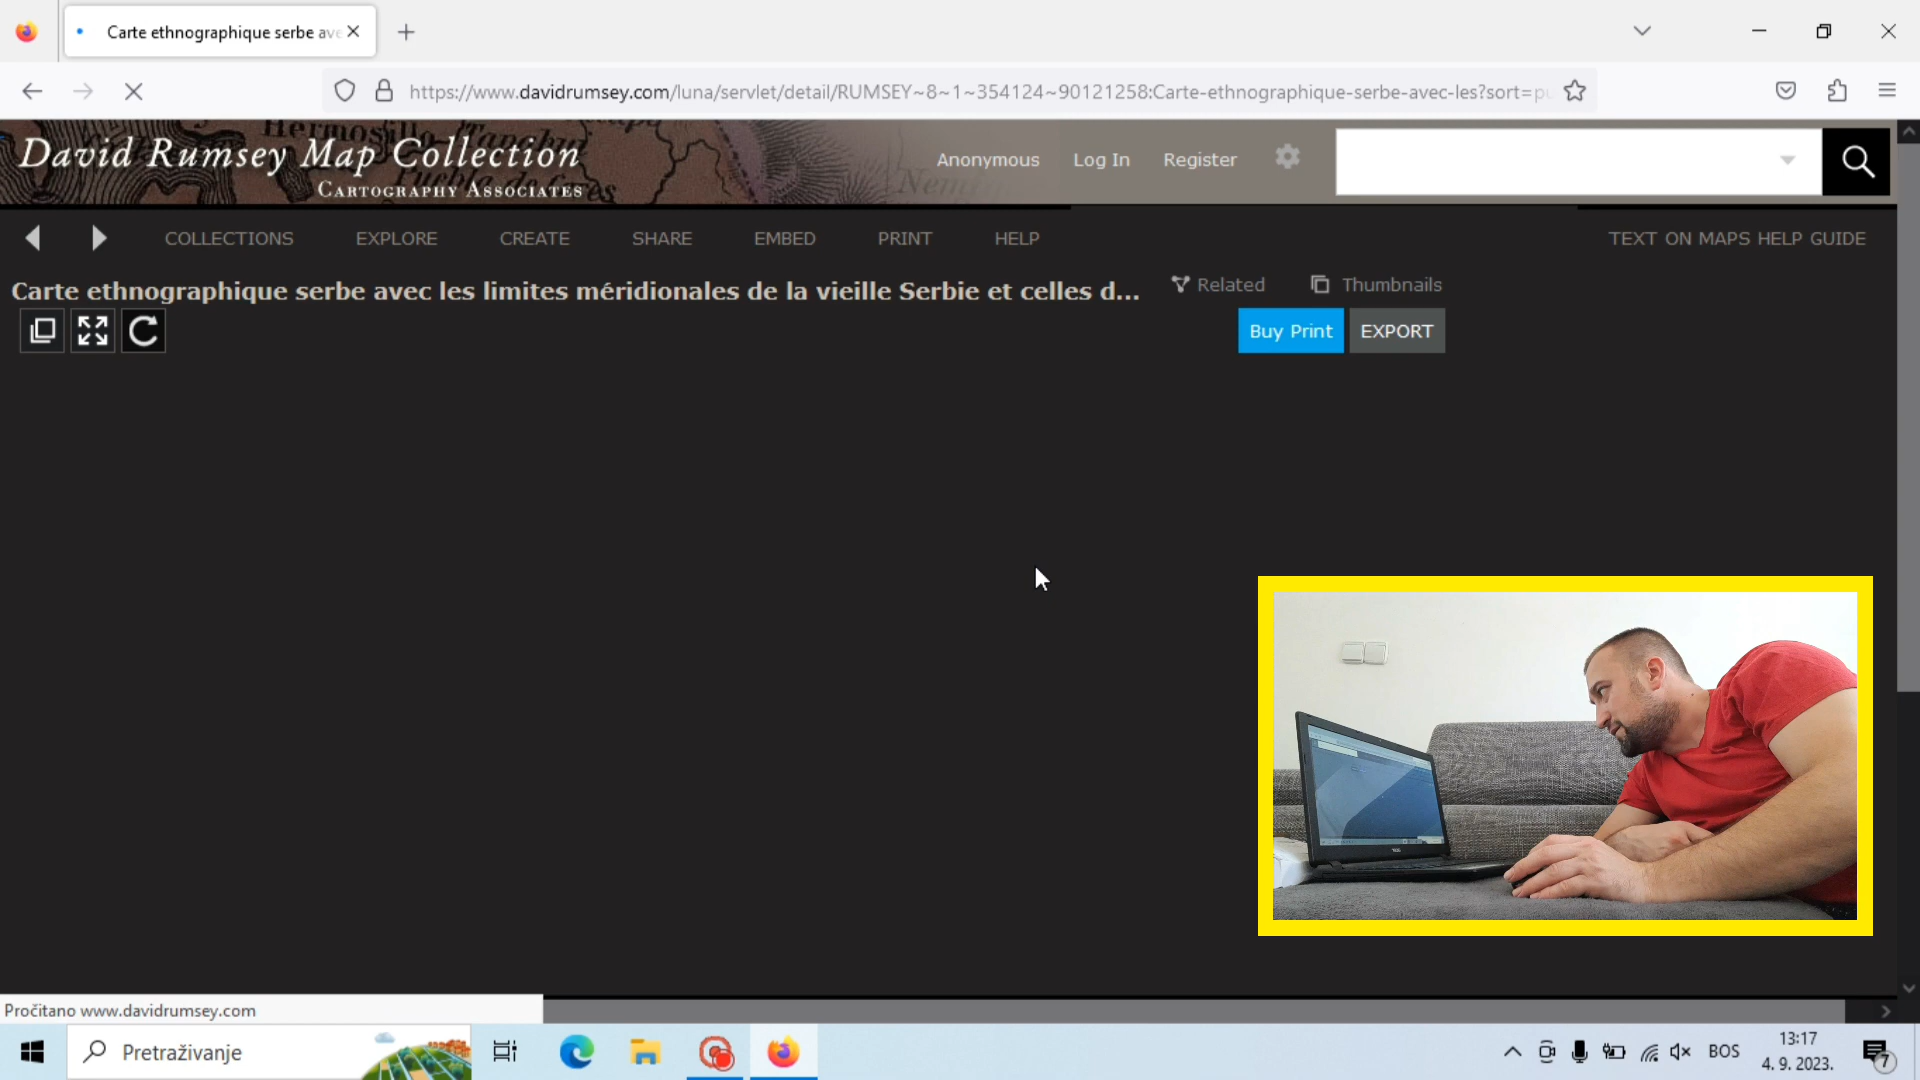 Carte ethnographique serbe ave
https://www.davidrumsey.com/luna/servlet/detail/RUMSEY~8~1~354124~90121258:Carte-ethnographique-serbe-avec-les?sort=pu
David Rumsey Map Collection
CARTOGRAPHY ASSOCIATES
Anonymous Log In Register
COLLECTIONS EXPLORE CREATE SHARE EMBED PRINT HELP TEXT ON MAPS HELP GUIDE
Carte ethnographique serbe avec les limites méridionales de la vieille Serbie et celles d...
Related Thumbnails
Buy Print EXPORT
Pročitano www.davidrumsey.com
Pretraživanje
BOS
13:17
4. 9. 2023.
7